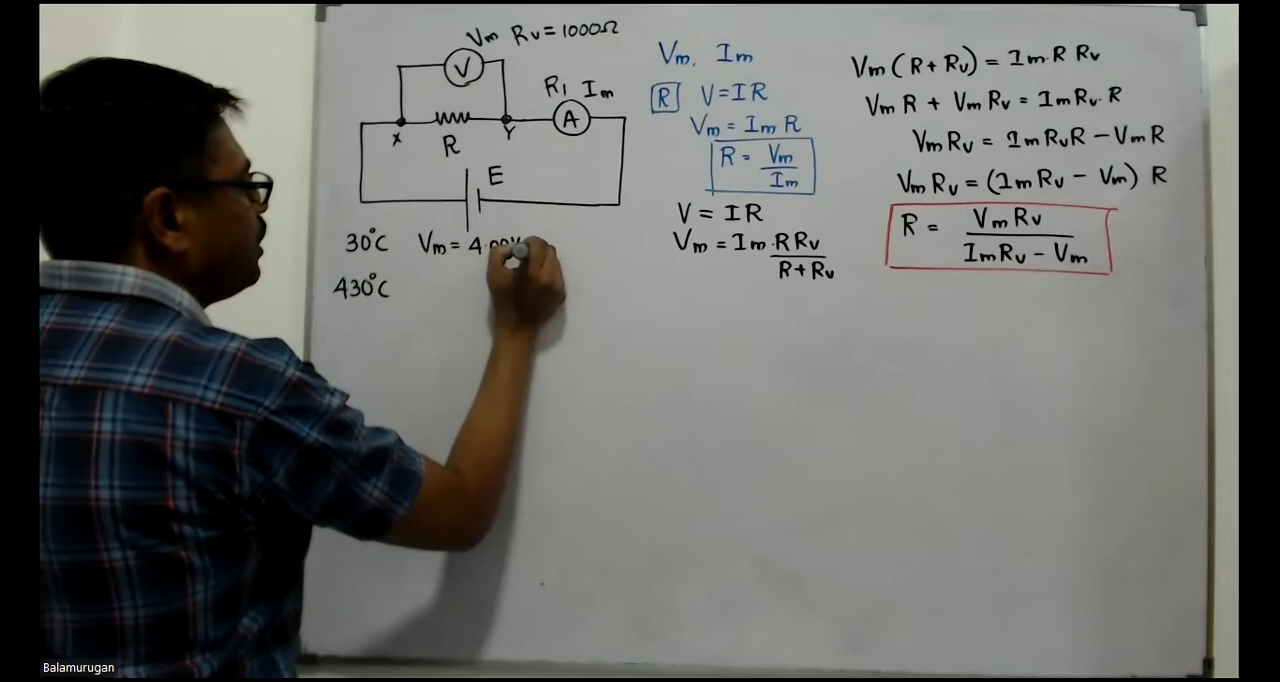 Vm Rv = 1000Ω
V
R1 Im
A
X
R
Y
E
30°C Vm = 4.00V
430°C
Vm, Im
R V = IR
Vm = Im R
R = Vm
Im
V = IR
Vm = Im. R Rv
R + Rv
Vm (R + Rv) = Im. R Rv
Vm R + Vm Rv = Im Rv. R
Vm Rv = Im Rv R - Vm R
Vm Rv = (Im Rv - Vm) R
R = Vm Rv
Im Rv - Vm
Balamurugan